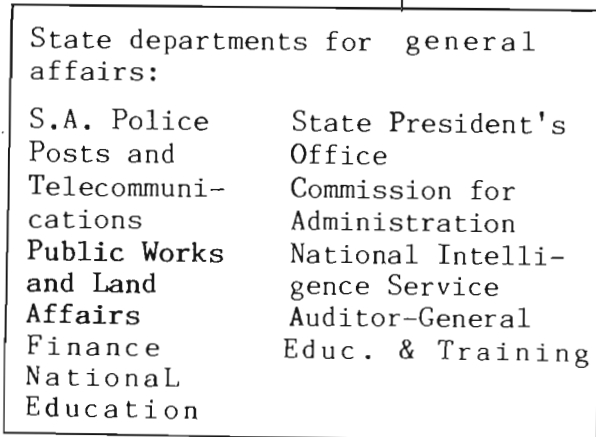 State departments for general
affairs:
S.A. Police
Posts and
Telecommuni-
cations
Public Works
and Land
Affairs
Finance
NationaL
Education
State President's
Office
Commission for
Administration
National Intelli-
gence Service
Auditor-General
Educ. & Training